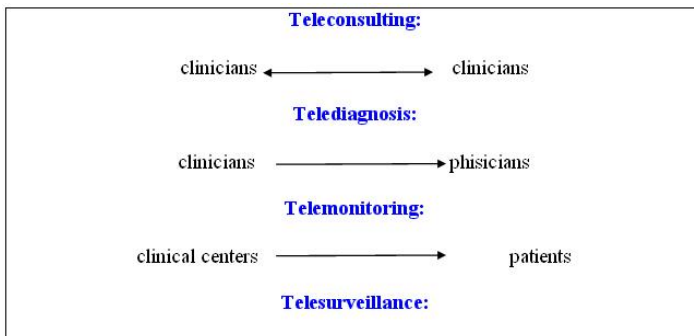 Teleconsulting:
clinicians clinicians
Telediagnosis:
clinicians phisicians
Telemonitoring:
clinical centers patients
Telesurveillance: